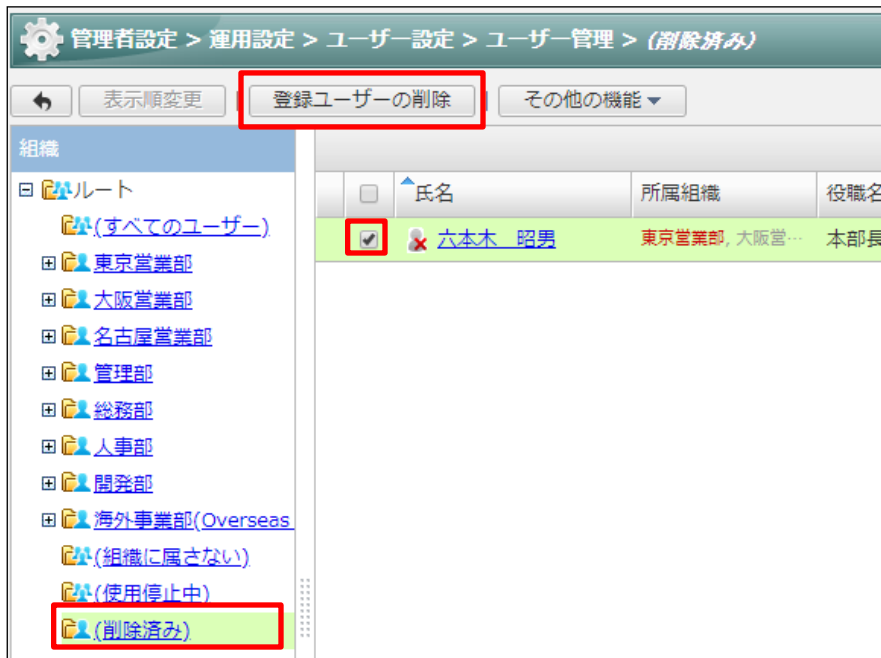 管理者設定 > 運用設定 > ユーザー設定 > ユーザー管理 > (削除済み)
表示順変更 | 登録ユーザーの削除 | その他の機能
組織
ルート
氏名 所属組織 役職名
(すべてのユーザー)
六本木 昭男 東京営業部, 大阪営… 本部長
東京営業部
大阪営業部
名古屋営業部
管理部
総務部
人事部
開発部
海外事業部(Overseas
(組織に属さない)
(使用停止中)
(削除済み)